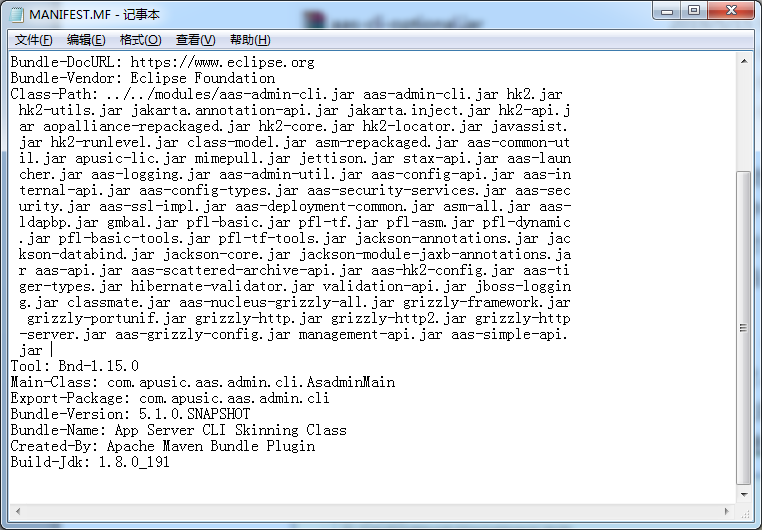 MANIFEST.MF - 记事本
文件(F) 编辑(E) 格式(O) 查看(V) 帮助(H)
Bundle-DocURL: https://www.eclipse.org
Bundle-Vendor: Eclipse Foundation
Class-Path: ../../modules/aas-admin-cli.jar aas-admin-cli.jar hk2.jar
 hk2-utils.jar jakarta.annotation-api.jar jakarta.inject.jar hk2-api.j
 ar aopalliance-repackaged.jar hk2-core.jar hk2-locator.jar javassist.
 jar hk2-runlevel.jar class-model.jar asm-repackaged.jar aas-common-ut
 il.jar apusic-lic.jar mimepull.jar jettison.jar stax-api.jar aas-laun
 cher.jar aas-logging.jar aas-admin-util.jar aas-config-api.jar aas-in
 ternal-api.jar aas-config-types.jar aas-security-services.jar aas-sec
 urity.jar aas-ssl-impl.jar aas-deployment-common.jar asm-all.jar aas-
 ldapbp.jar gmbal.jar pfl-basic.jar pfl-tf.jar pfl-asm.jar pfl-dynamic
 .jar pfl-basic-tools.jar pfl-tf-tools.jar jackson-annotations.jar jac
 kson-databind.jar jackson-core.jar jackson-module-jaxb-annotations.ja
 r aas-api.jar aas-scattered-archive-api.jar aas-hk2-config.jar aas-ti
 ger-types.jar hibernate-validator.jar validation-api.jar jboss-loggin
 g.jar classmate.jar aas-nucleus-grizzly-all.jar grizzly-framework.jar
  grizzly-portunif.jar grizzly-http.jar grizzly-http2.jar grizzly-http
 -server.jar aas-grizzly-config.jar management-api.jar aas-simple-api.
 jar
Tool: Bnd-1.15.0
Main-Class: com.apusic.aas.admin.cli.AsadminMain
Export-Package: com.apusic.aas.admin.cli
Bundle-Version: 5.1.0.SNAPSHOT
Bundle-Name: App Server CLI Skinning Class
Created-By: Apache Maven Bundle Plugin
Build-Jdk: 1.8.0_191